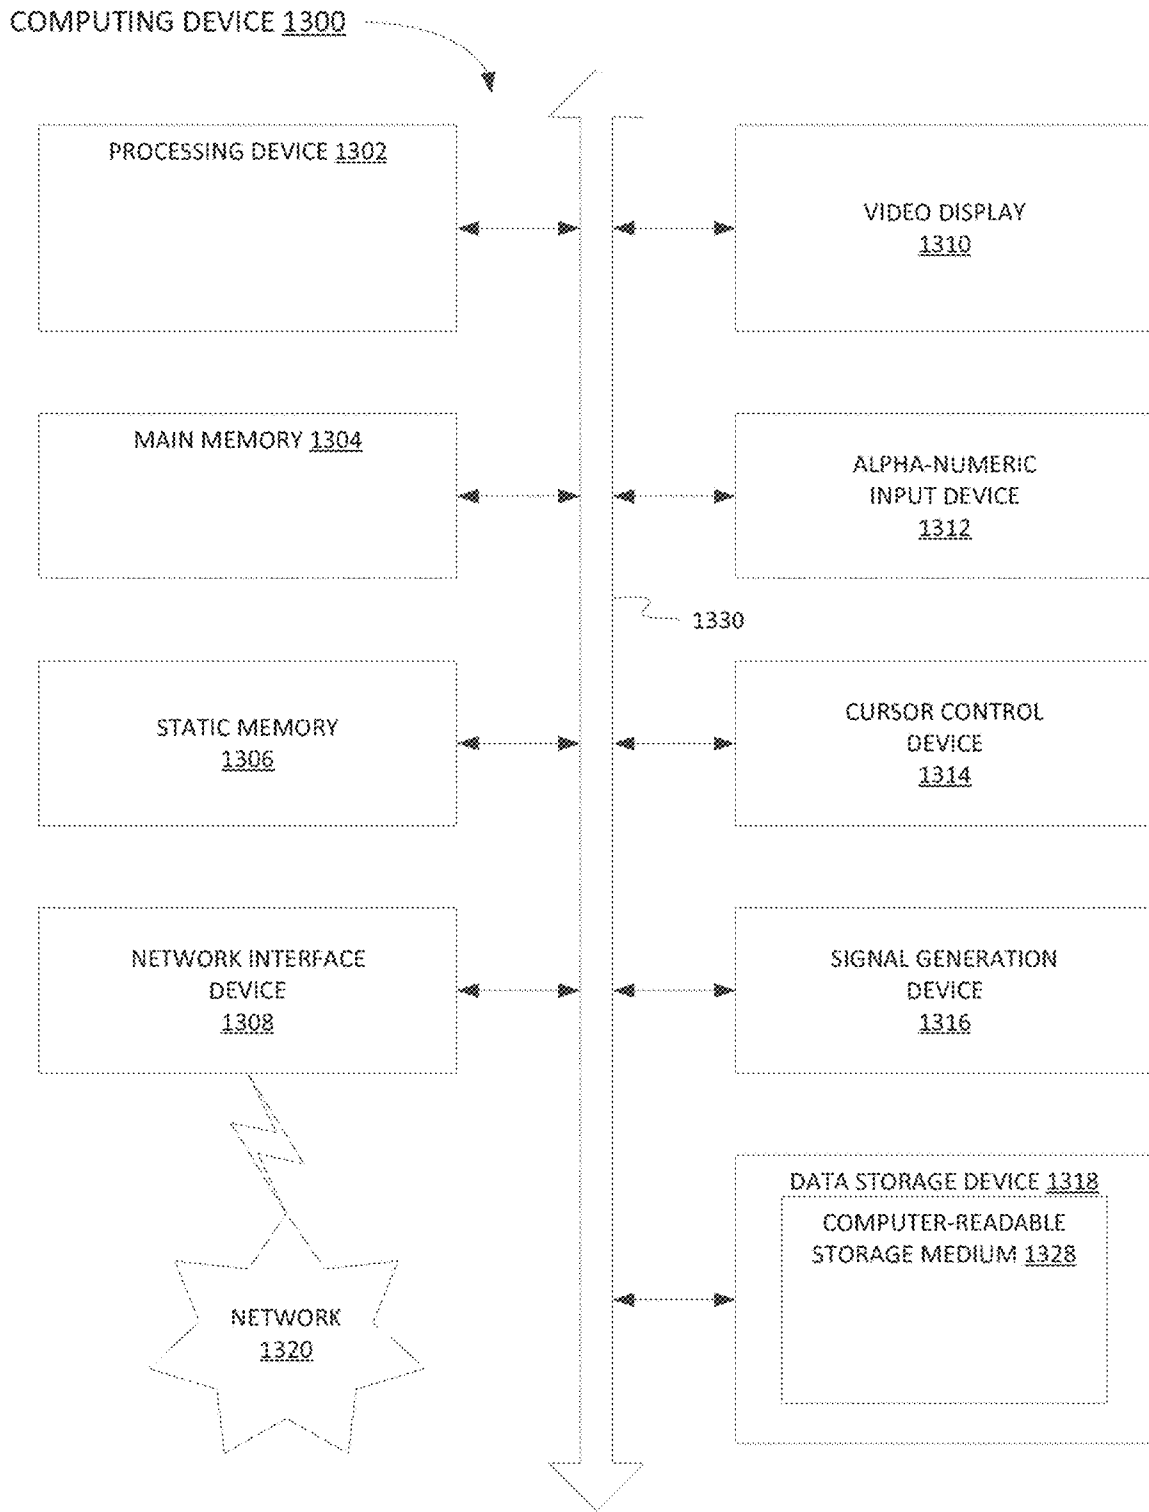 COMPUTING DEVICE 1300
PROCESSING DEVICE 1302
VIDEO DISPLAY
1310
MAIN MEMORY 1304
ALPHA-NUMERIC
INPUT DEVICE
1312
1330
STATIC MEMORY
1306
CURSOR CONTROL
DEVICE
1314
NETWORK INTERFACE
DEVICE
1308
SIGNAL GENERATION
DEVICE
1316
DATA STORAGE DEVICE 1318
COMPUTER-READABLE
STORAGE MEDIUM 1328
NETWORK
1320